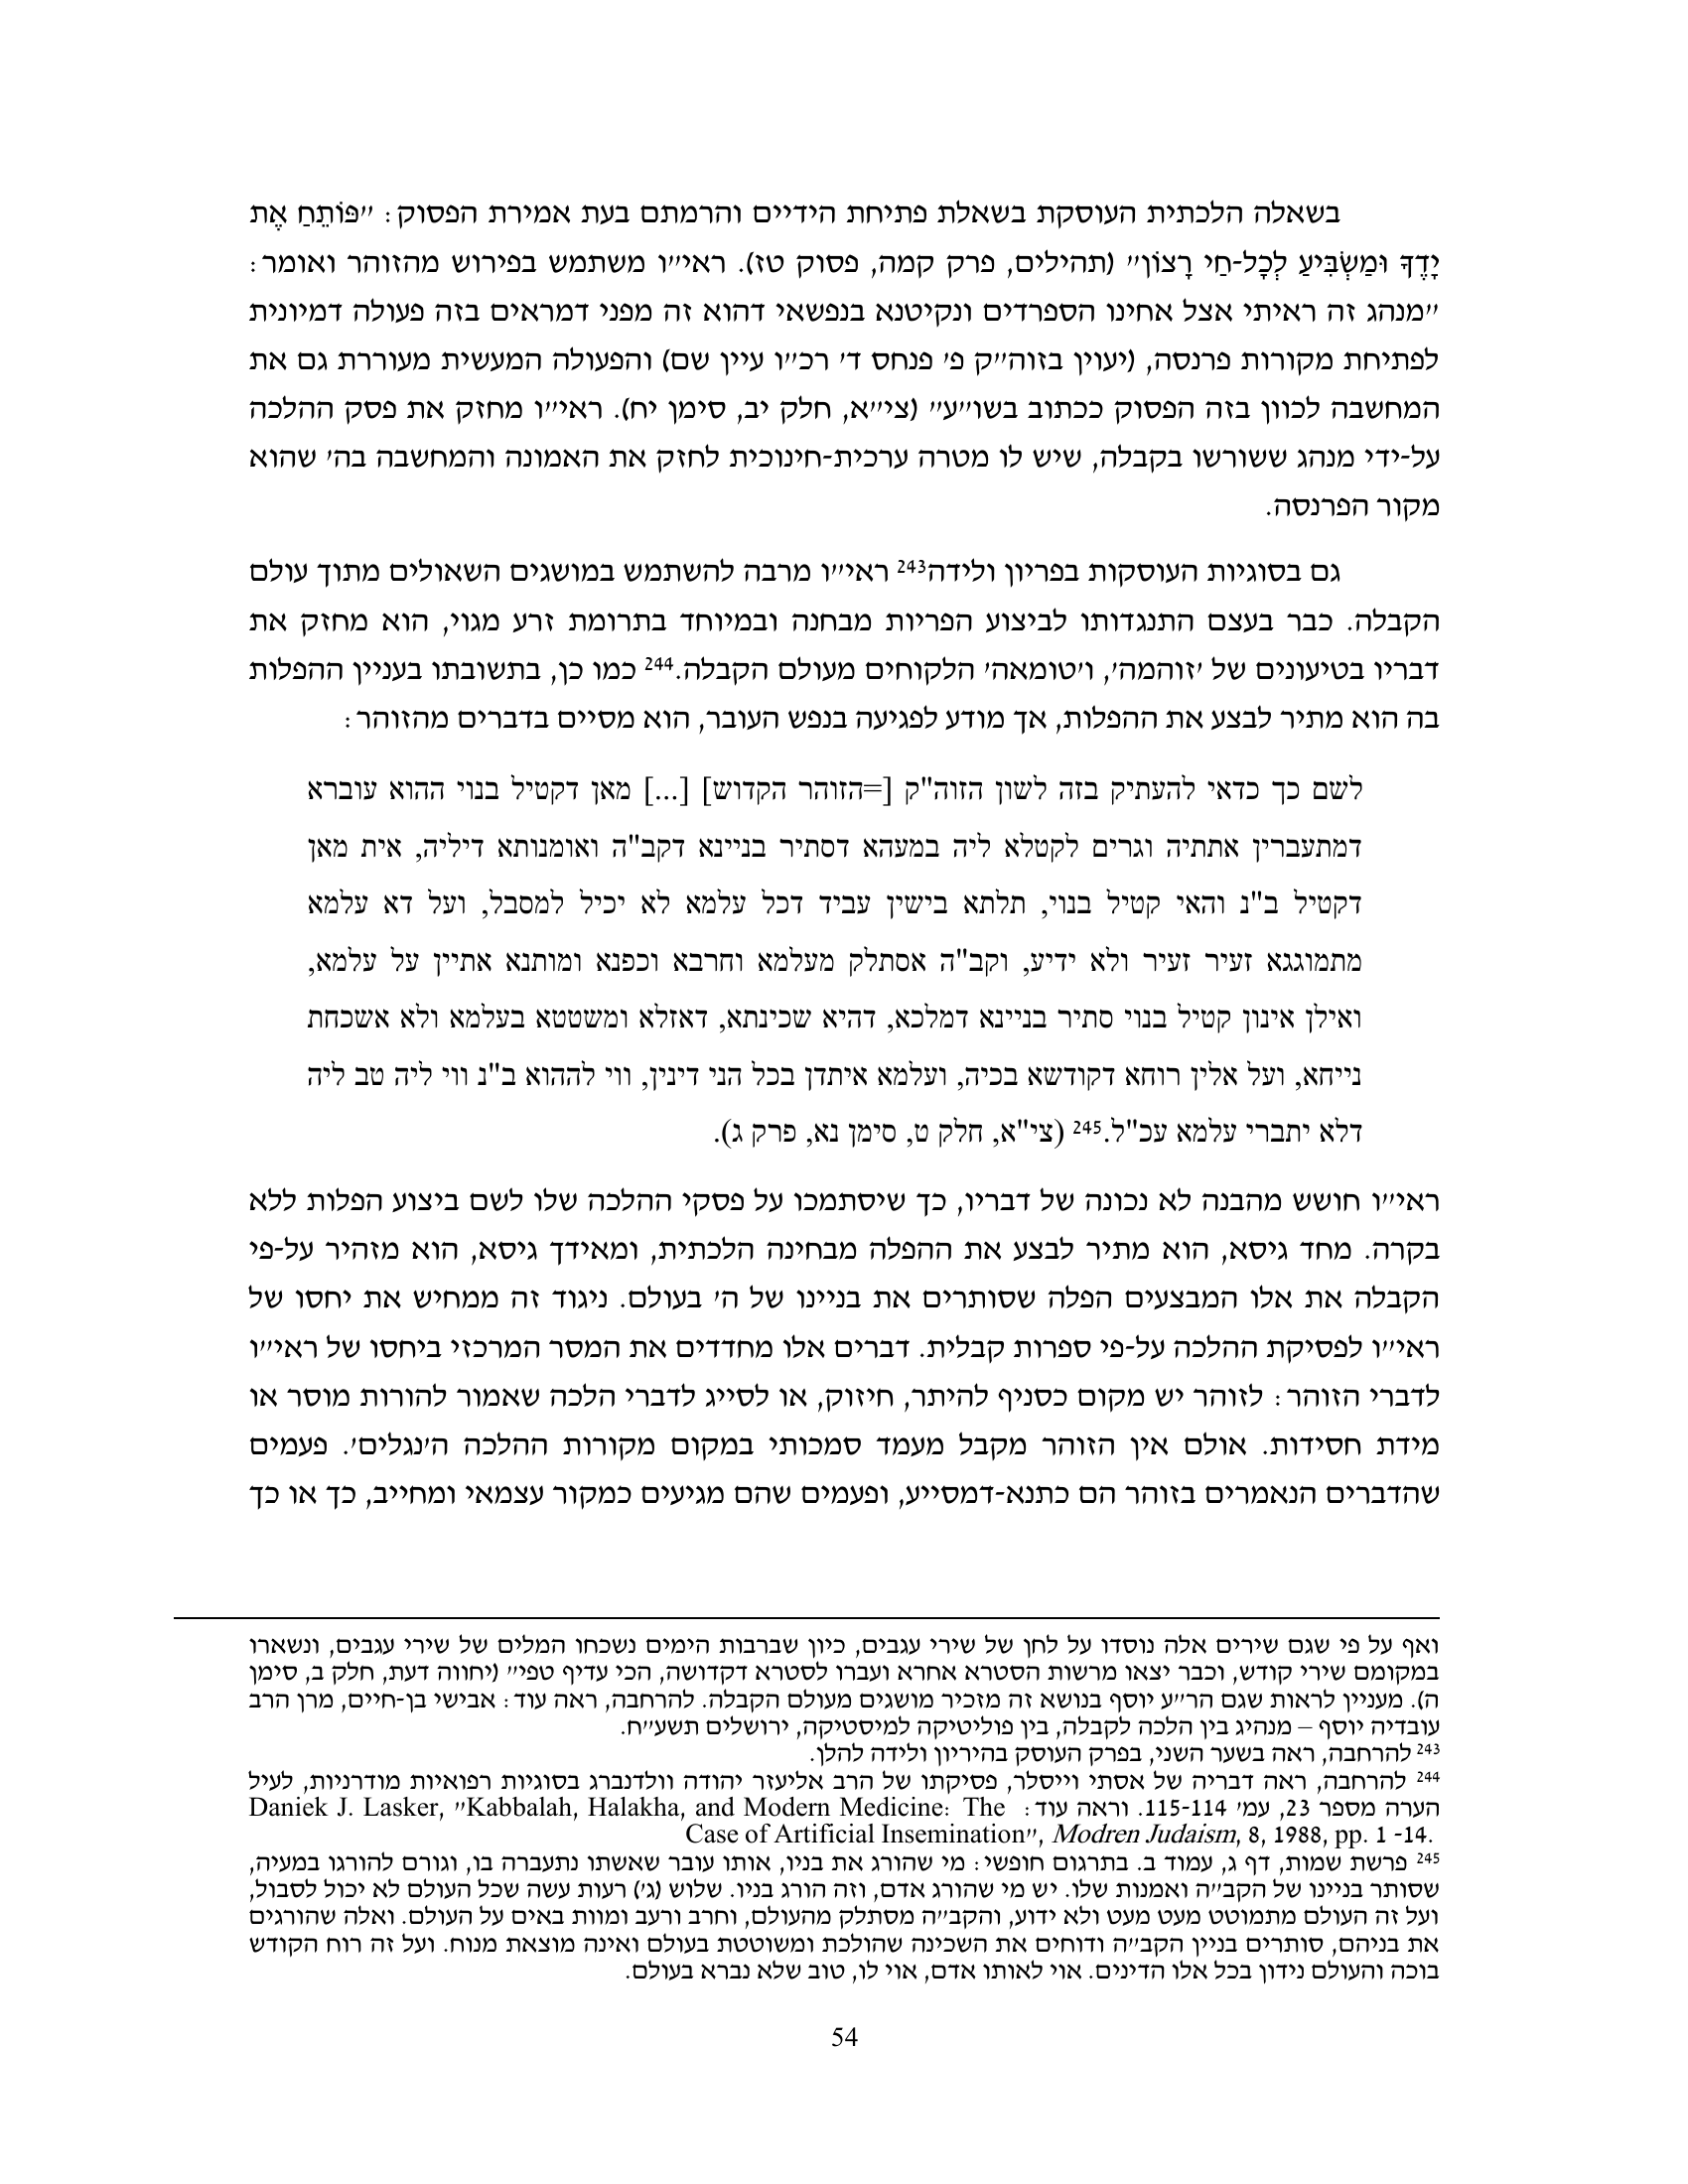 בשאלה הלכתית העוסקת בשאלת פתיחת הידיים והרמתם בעת אמירת הפסוק: "פּוֹתֵחַ אֶת
יָדֶךָ וּמַשְׂבִּיעַ לְכָל-חַי רָצוֹן" (תהילים, פרק קמה, פסוק טז). ראי"ו משתמש בפירוש מהזוהר ואומר:
"מנהג זה ראיתי אצל אחינו הספרדים ונקיטנא בנפשאי דהוא זה מפני דמראים בזה פעולה דמיונית
לפתיחת מקורות פרנסה, (יעוין בזוה"ק פ' פנחס ד' רכ"ו עיין שם) והפעולה המעשית מעוררת גם את
המחשבה לכוון בזה הפסוק ככתוב בשו"ע" (צי"א, חלק יב, סימן יח). ראי"ו מחזק את פסק ההלכה
על-ידי מנהג ששורשו בקבלה, שיש לו מטרה ערכית-חינוכית לחזק את האמונה והמחשבה בה' שהוא
מקור הפרנסה.
גם בסוגיות העוסקות בפריון ולידה243 ראי"ו מרבה להשתמש במושגים השאולים מתוך עולם
הקבלה. כבר בעצם התנגדותו לביצוע הפריות מבחנה ובמיוחד בתרומת זרע מגוי, הוא מחזק את
דבריו בטיעונים של 'זוהמה', ו'טומאה' הלקוחים מעולם הקבלה.244 כמו כן, בתשובתו בעניין ההפלות
בה הוא מתיר לבצע את ההפלות, אך מודע לפגיעה בנפש העובר, הוא מסיים בדברים מהזוהר:
לשם כך כדאי להעתיק בזה לשון הזוה"ק [=הזוהר הקדוש] [...] מאן דקטיל בנוי ההוא עוברא
דמתעברין אתתיה וגרים לקטלא ליה במעהא דסתיר בניינא דקב"ה ואומנותא דיליה, אית מאן
דקטיל ב"נ והאי קטיל בנוי, תלתא בישין עביד דכל עלמא לא יכיל למסבל, ועל דא עלמא
מתמוגגא זעיר זעיר ולא ידיע, וקב"ה אסתלק מעלמא וחרבא וכפנא ומותנא אתיין על עלמא,
ואילן אינון קטיל בנוי סתיר בניינא דמלכא, דהיא שכינתא, דאזלא ומשטטא בעלמא ולא אשכחת
נייחא, ועל אלין רוחא דקודשא בכיה, ועלמא איתדן בכל הני דינין, ווי לההוא ב"נ ווי ליה טב ליה
דלא יתברי עלמא עכ"ל.245 (צי"א, חלק ט, סימן נא, פרק ג).
ראי"ו חושש מהבנה לא נכונה של דבריו, כך שיסתמכו על פסקי ההלכה שלו לשם ביצוע הפלות ללא
בקרה. מחד גיסא, הוא מתיר לבצע את ההפלה מבחינה הלכתית, ומאידך גיסא, הוא מזהיר על-פי
הקבלה את אלו המבצעים הפלה שסותרים את בניינו של ה' בעולם. ניגוד זה ממחיש את יחסו של
ראי"ו לפסיקת ההלכה על-פי ספרות קבלית. דברים אלו מחדדים את המסר המרכזי ביחסו של ראי"ו
לדברי הזוהר: לזוהר יש מקום כסניף להיתר, חיזוק, או לסייג לדברי הלכה שאמור להורות מוסר או
מידת חסידות. אולם אין הזוהר מקבל מעמד סמכותי במקום מקורות ההלכה ה'נגלים'. פעמים
שהדברים הנאמרים בזוהר הם כתנא-דמסייע, ופעמים שהם מגיעים כמקור עצמאי ומחייב, כך או כך
ואף על פי שגם שירים אלה נוסדו על לחן של שירי עגבים, כיון שברבות הימים נשכחו המלים של שירי עגבים, ונשארו
במקומם שירי קודש, וכבר יצאו מרשות הסטרא אחרא ועברו לסטרא דקדושה, הכי עדיף טפי" (יחווה דעת, חלק ב, סימן
ה). מעניין לראות שגם הר"ע יוסף בנושא זה מזכיר מושגים מעולם הקבלה. להרחבה, ראה עוד: אבישי בן-חיים, מרן הרב
עובדיה יוסף – מנהיג בין הלכה לקבלה, בין פוליטיקה למיסטיקה, ירושלים תשע"ח.
243 להרחבה, ראה בשער השני, בפרק העוסק בהיריון ולידה להלן.
244 להרחבה, ראה דבריה של אסתי וייסלר, פסיקתו של הרב אליעזר יהודה וולדנברג בסוגיות רפואיות מודרניות, לעיל
הערה מספר 23, עמ' 115-114. וראה עוד: Daniek J. Lasker, "Kabbalah, Halakha, and Modern Medicine: The
Case of Artificial Insemination", Modren Judaism, 8, 1988, pp. 1 -14.
245 פרשת שמות, דף ג, עמוד ב. בתרגום חופשי: מי שהורג את בניו, אותו עובר שאשתו נתעברה בו, וגורם להורגו במעיה,
שסותר בניינו של הקב"ה ואמנות שלו. יש מי שהורג אדם, וזה הורג בניו. שלוש (ג') רעות עשה שכל העולם לא יכול לסבול,
ועל זה העולם מתמוטט מעט מעט ולא ידוע, והקב"ה מסתלק מהעולם, וחרב ורעב ומוות באים על העולם. ואלה שהורגים
את בניהם, סותרים בניין הקב"ה ודוחים את השכינה שהולכת ומשוטטת בעולם ואינה מוצאת מנוח. ועל זה רוח הקודש
בוכה והעולם נידון בכל אלו הדינים. אוי לאותו אדם, אוי לו, טוב שלא נברא בעולם.
54